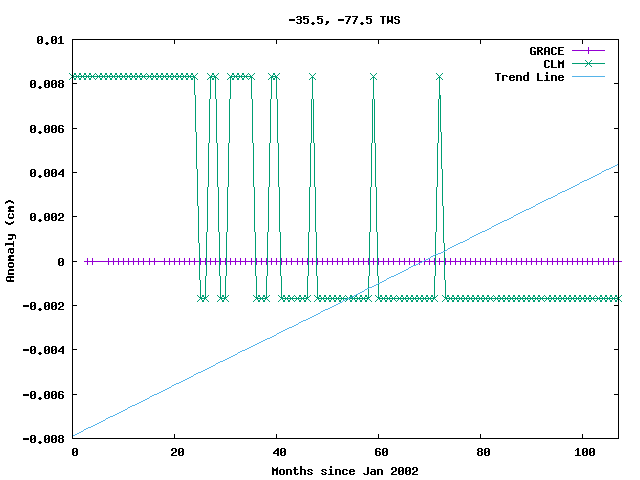 -35.5, -77.5 TWS
0.01
0.008
0.006
0.004
0.002
0
-0.002
-0.004
-0.006
-0.008
Anomaly (cm)
GRACE
CLM
Trend Line
0 20 40 60 80 100
Months since Jan 2002